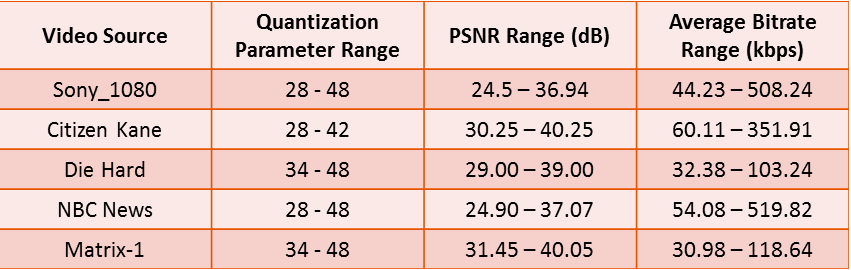 Video Source Quantization Parameter Range PSNR Range (dB) Average Bitrate Range (kbps)
Sony_1080 28 - 48 24.5 – 36.94 44.23 – 508.24
Citizen Kane 28 - 42 30.25 – 40.25 60.11 – 351.91
Die Hard 34 - 48 29.00 – 39.00 32.38 – 103.24
NBC News 28 - 48 24.90 – 37.07 54.08 – 519.82
Matrix-1 34 - 48 31.45 – 40.05 30.98 – 118.64